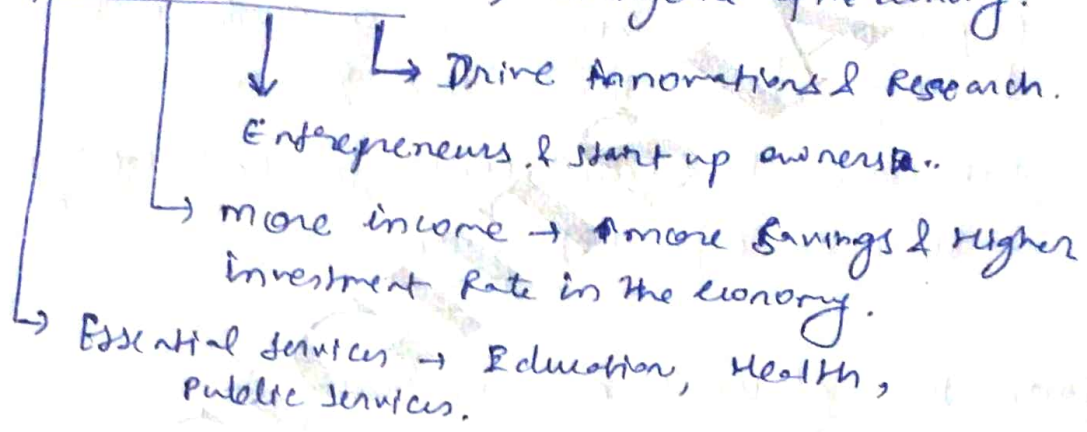 → Drive Annovations & Research.
Entrepreneurs & start up owners..
→ more income → ↑more Savings & Higher
investment Rate in the economy.
→ Essential services → Education, Health,
Public Services.